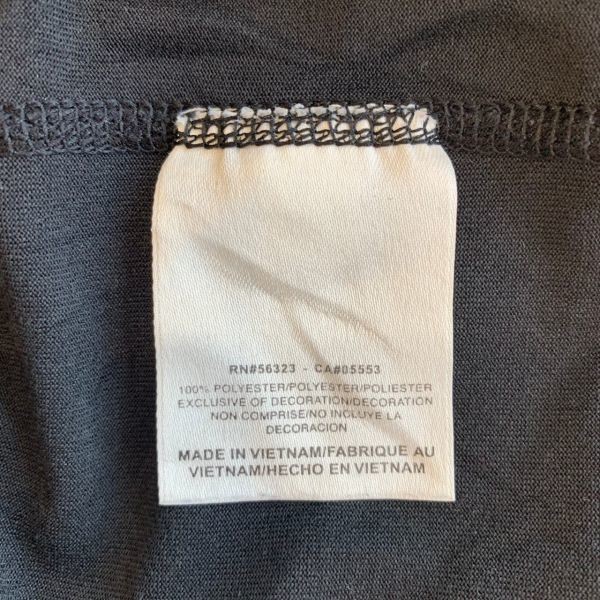 RN#56323 - CA#05553
100% POLYESTER/POLYESTER/POLIESTER
EXCLUSIVE OF DECORATION/DECORATION
NON COMPRISE/NO INCLUYE LA
DECORACION
MADE IN VIETNAM/FABRIQUE AU
VIETNAM/HECHO EN VIETNAM